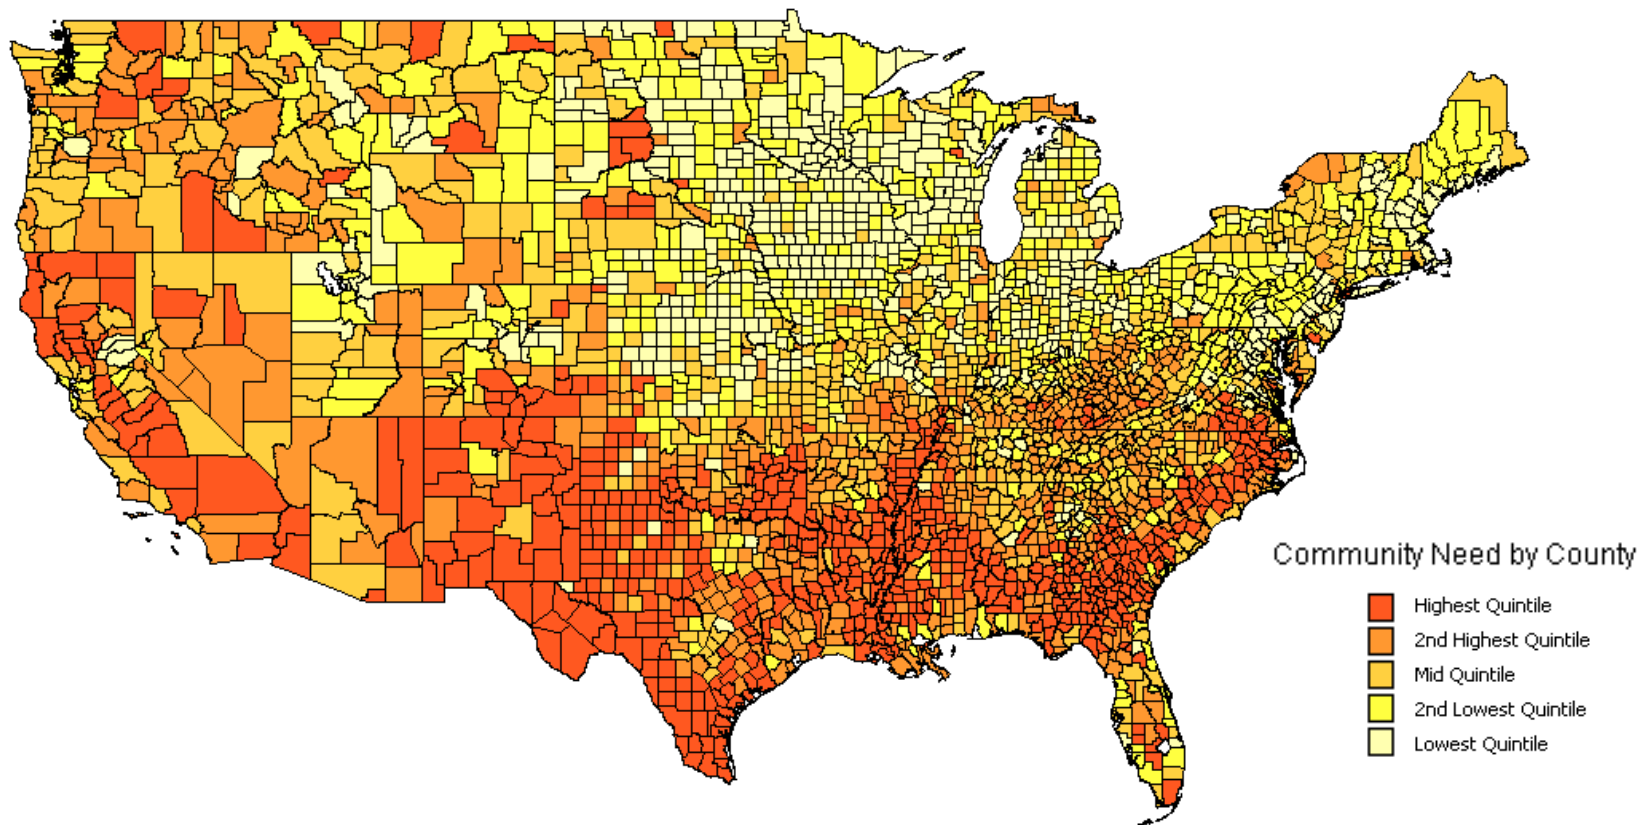 Community Need by County
Highest Quintile
2nd Highest Quintile
Mid Quintile
2nd Lowest Quintile
Lowest Quintile